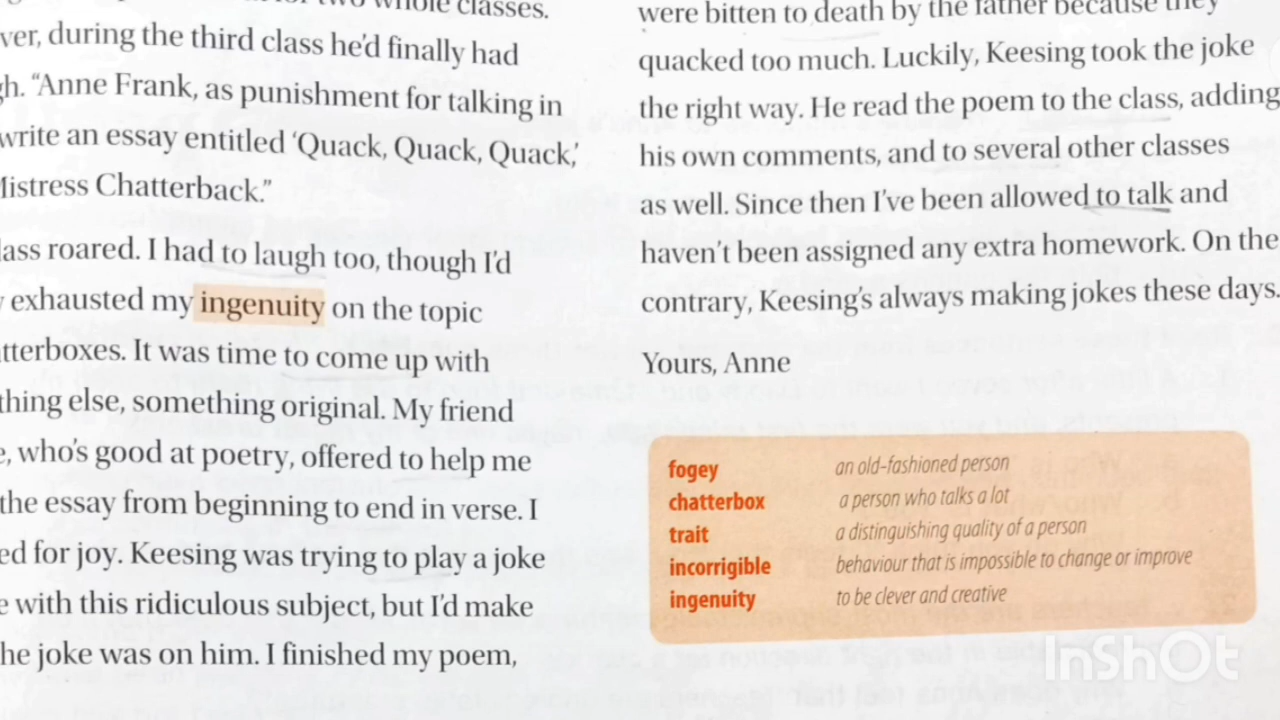 whole classes.
ver, during the third class he'd finally had
gh. "Anne Frank, as punishment for talking in
write an essay entitled 'Quack, Quack, Quack,'
Mistress Chatterback."
lass roared. I had to laugh too, though I'd
y exhausted my ingenuity on the topic
tterboxes. It was time to come up with
thing else, something original. My friend
e, who's good at poetry, offered to help me
the essay from beginning to end in verse. I
ed for joy. Keesing was trying to play a joke
e with this ridiculous subject, but I'd make
he joke was on him. I finished my poem,
were bitten to death by the father because they
quacked too much. Luckily, Keesing took the joke
the right way. He read the poem to the class, adding
his own comments, and to several other classes
as well. Since then I've been allowed to talk and
haven't been assigned any extra homework. On the
contrary, Keesing's always making jokes these days.
Yours, Anne
fogey an old-fashioned person
chatterbox a person who talks a lot
trait a distinguishing quality of a person
incorrigible behaviour that is impossible to change or improve
ingenuity to be clever and creative
InShOt